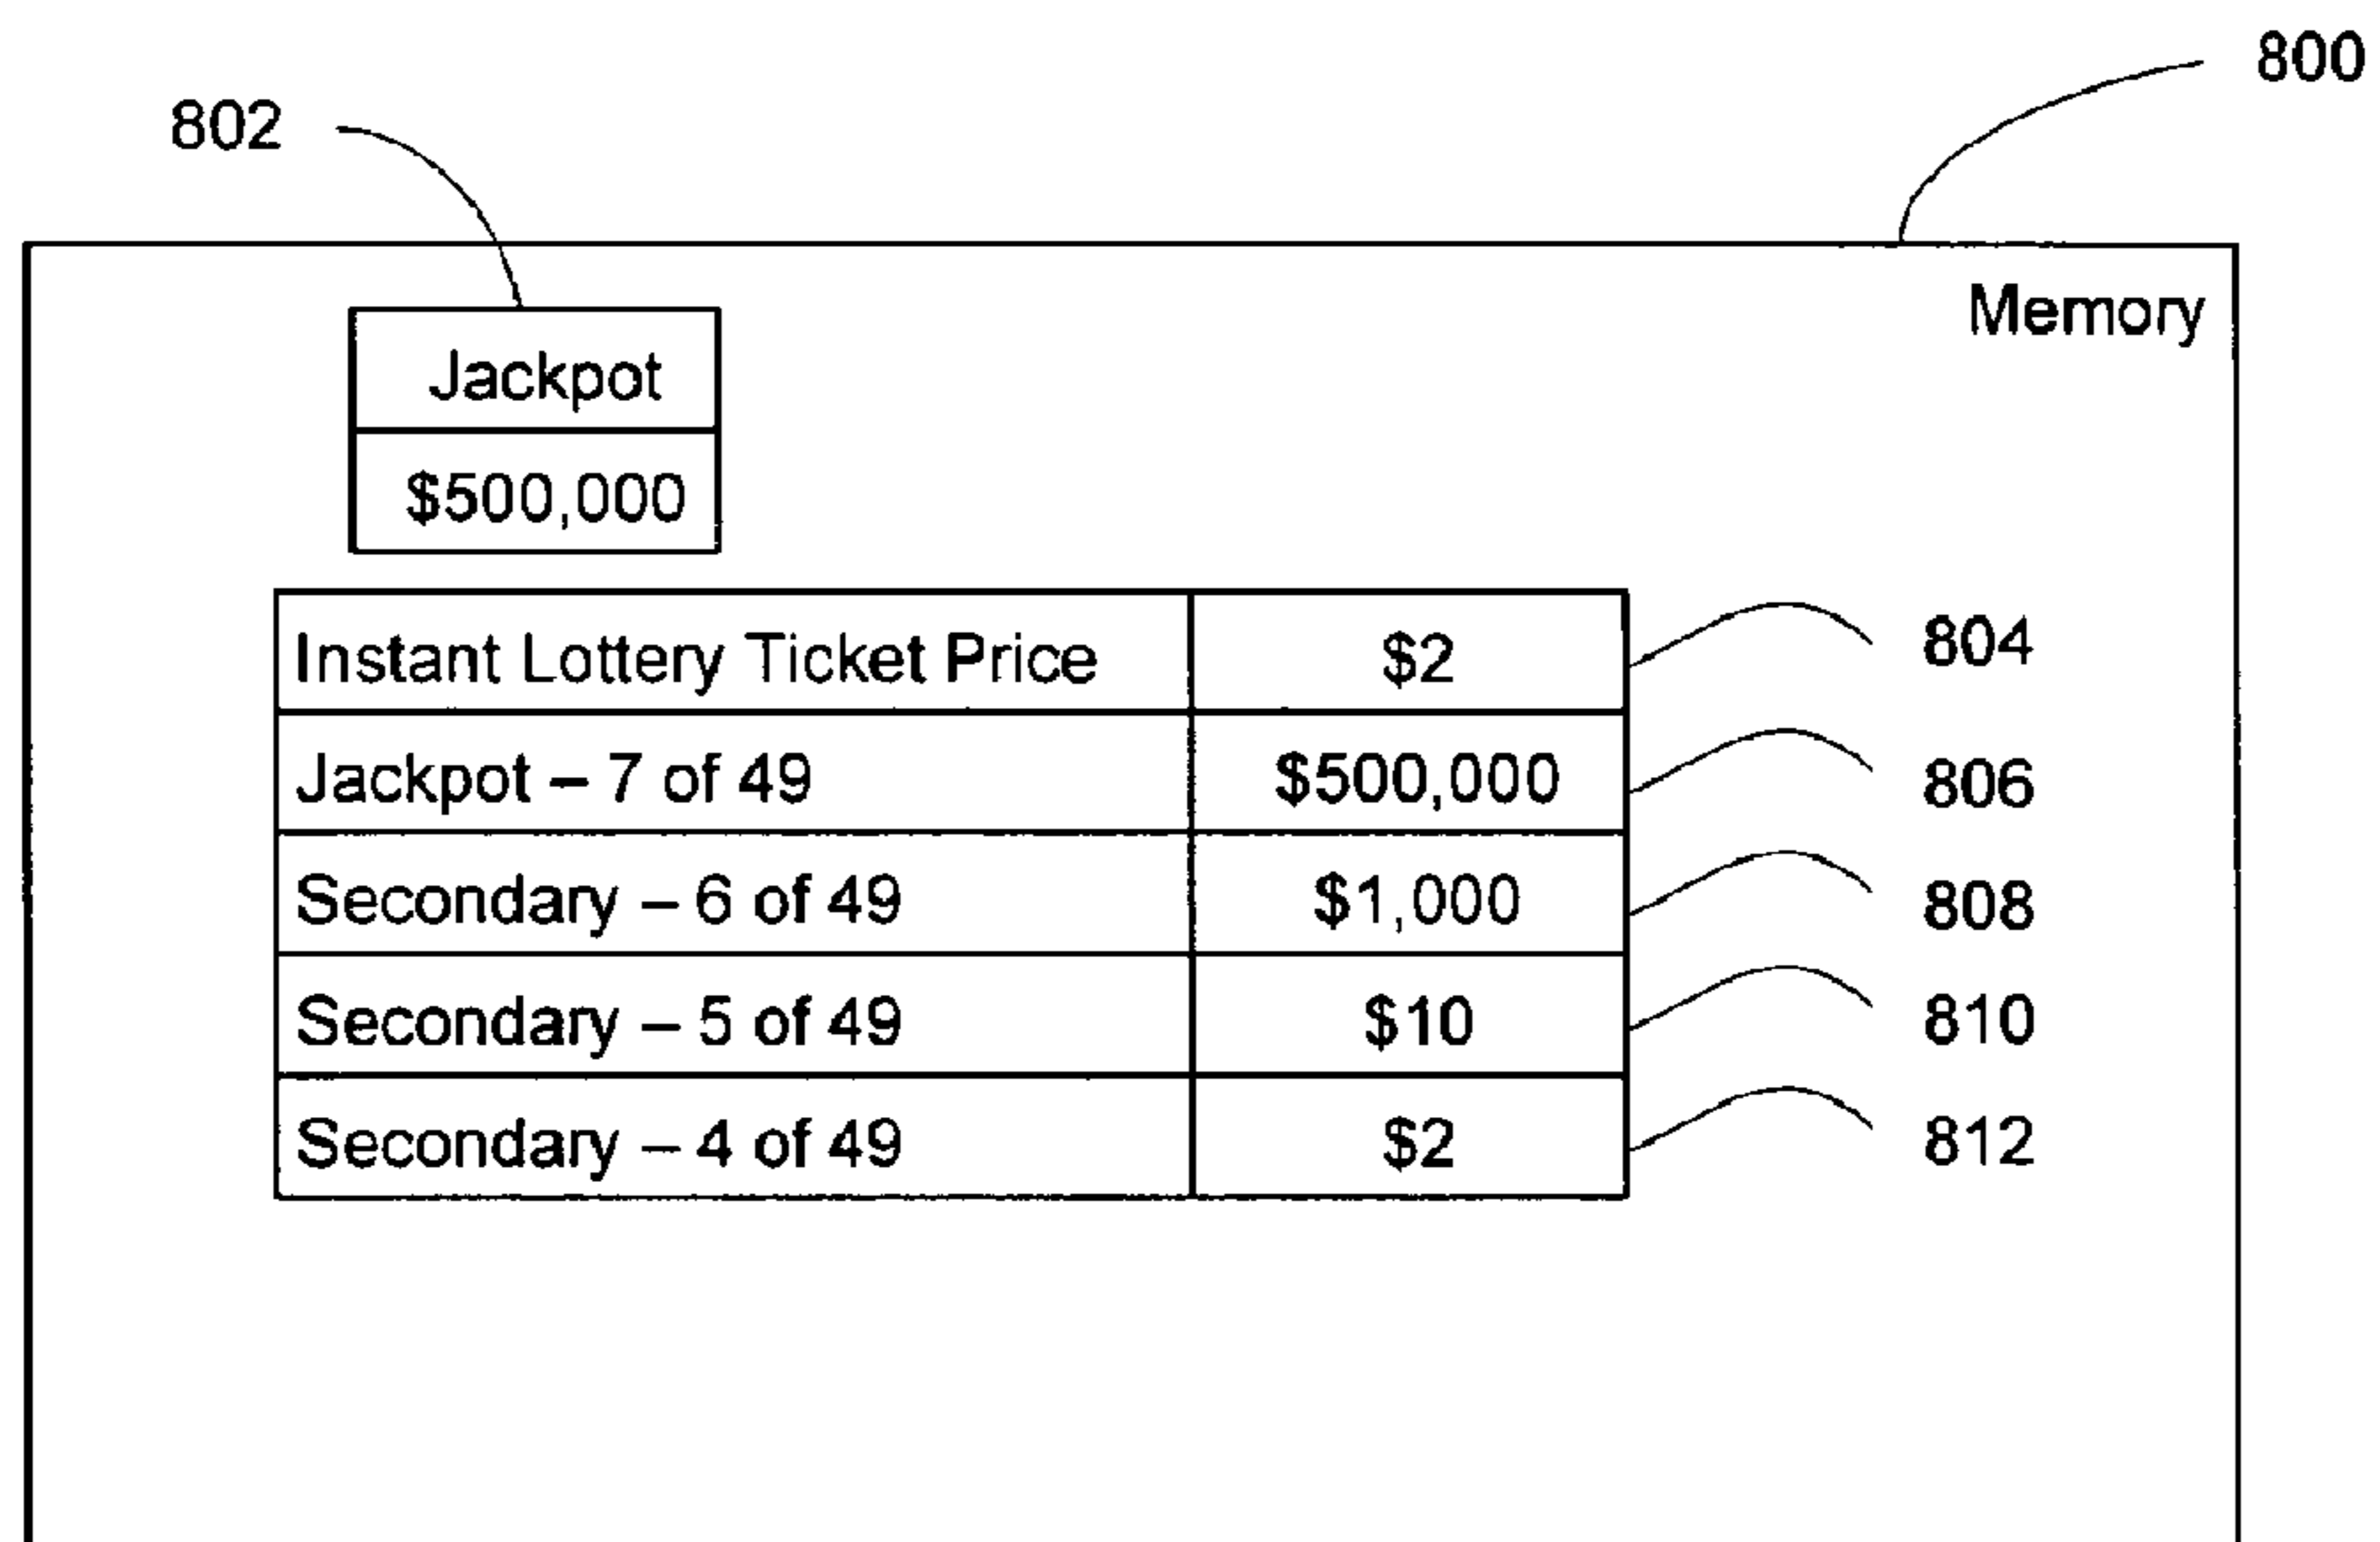 800
802
Memory
Jackpot
$500,000
Instant Lottery Ticket Price $2 804
Jackpot – 7 of 49 $500,000 806
Secondary – 6 of 49 $1,000 808
Secondary – 5 of 49 $10 810
Secondary – 4 of 49 $2 812